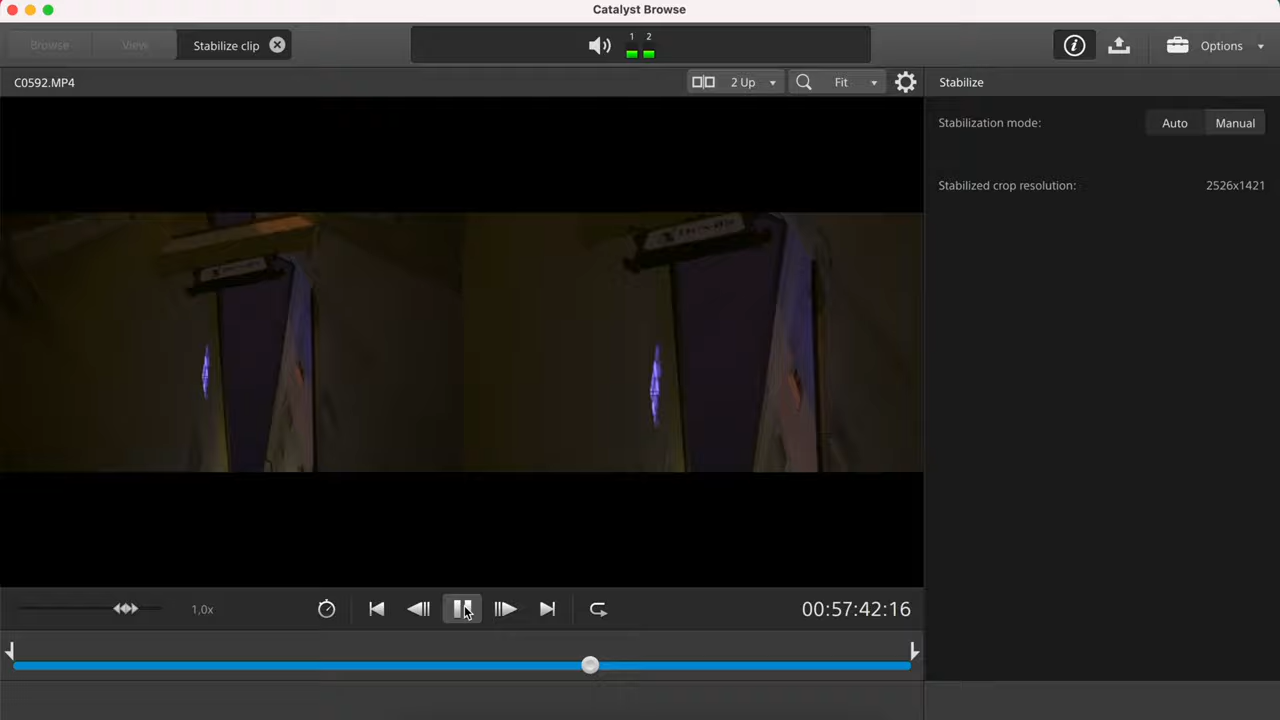 Catalyst Browse
Browse
View
Stabilize clip
1 2
Options
C0592.MP4
2 Up
Fit
Stabilize
Stabilization mode:
Auto
Manual
Stabilized crop resolution:
2526x1421
1,0x
00:57:42:16